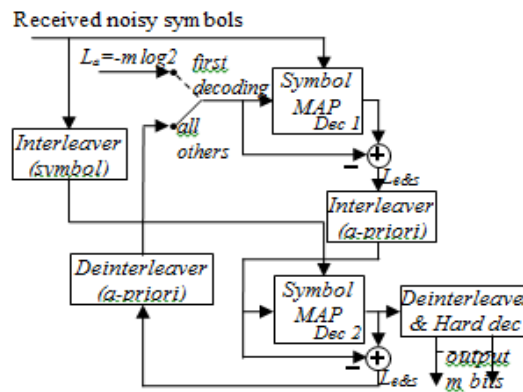 Received noisy symbols
Lₐ=-m log2
first
decoding
Symbol
MAP
Dec 1
all
others
Interleaver
(symbol)
−
+
Le&s
Interleaver
(a-priori)
Deinterleaver
(a-priori)
Symbol
MAP
Dec 2
Deinterleaver
& Hard dec
−
+
Le&s
output
m bits